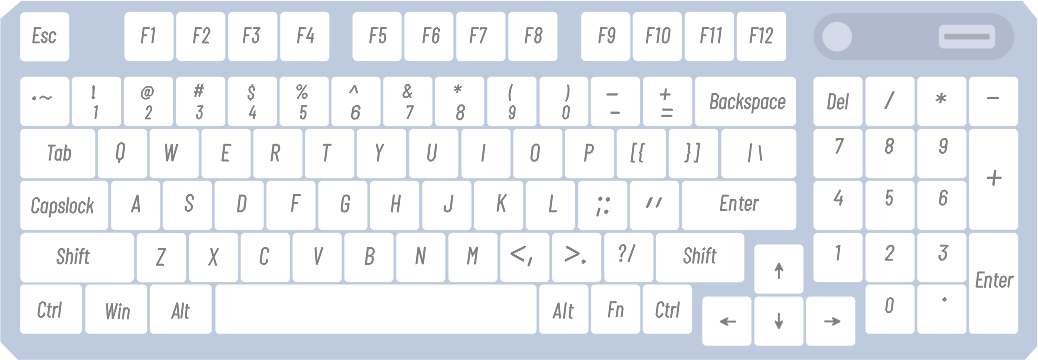 Esc F1 F2 F3 F4 F5 F6 F7 F8 F9 F10 F11 F12
·~ ! @ # $ % ^ & * ( ) — + Backspace Del / * −
1 2 3 4 5 6 7 8 9 0 - =
Tab Q W E R T Y U I O P [{ }] |\ 7 8 9 +
Capslock A S D F G H J K L ;: ′′ Enter 4 5 6
Shift Z X C V B N M <, >. ?/ Shift ↑ 1 2 3 Enter
Ctrl Win Alt Alt Fn Ctrl ← ↓ → 0 ·